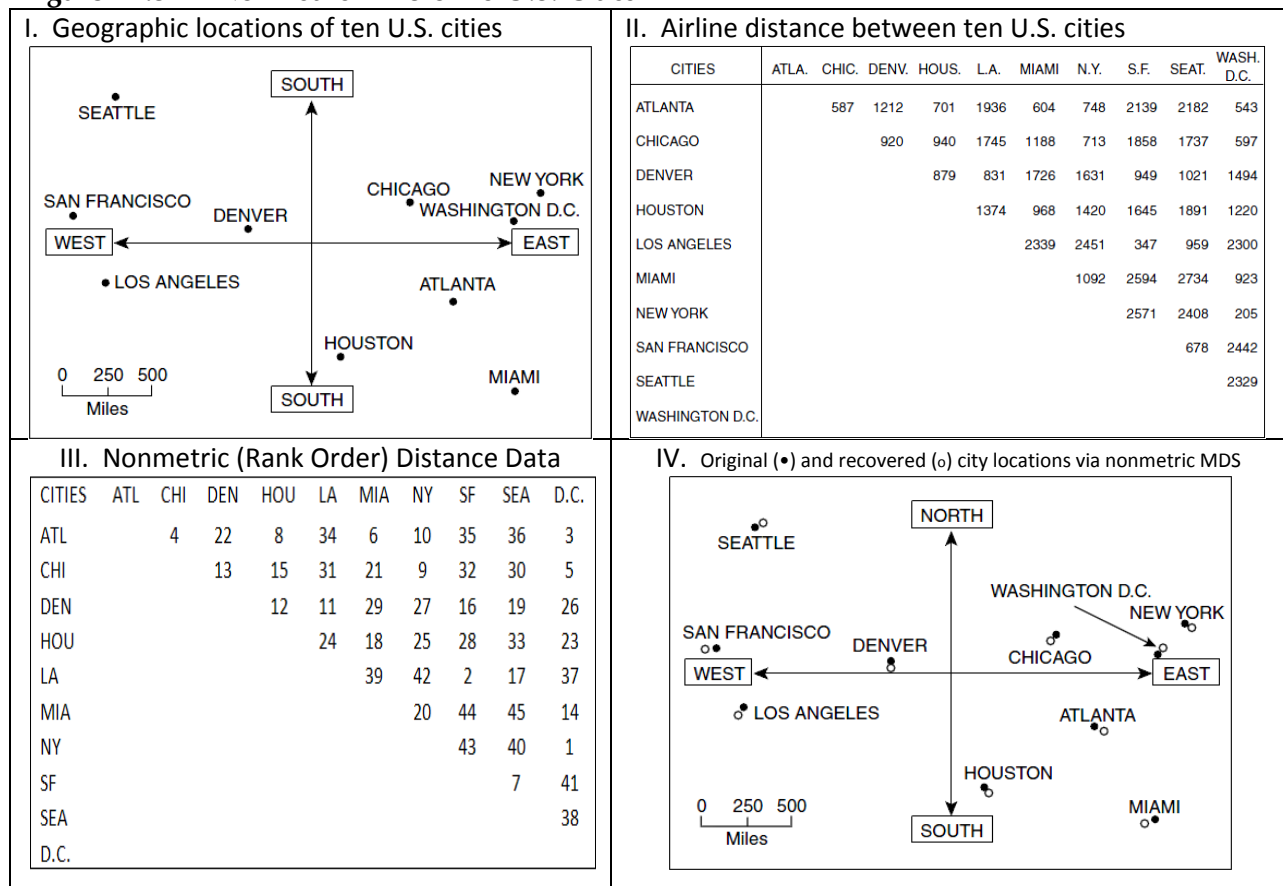 I. Geographic locations of ten U.S. cities
SOUTH
SEATTLE
NEW YORK
CHICAGO
SAN FRANCISCO
WASHINGTON D.C.
DENVER
WEST
EAST
LOS ANGELES
ATLANTA
HOUSTON
0 250 500
MIAMI
Miles
SOUTH
II. Airline distance between ten U.S. cities
CITIES ATLA. CHIC. DENV. HOUS. L.A. MIAMI N.Y. S.F. SEAT. WASH. D.C.
ATLANTA 587 1212 701 1936 604 748 2139 2182 543
CHICAGO 920 940 1745 1188 713 1858 1737 597
DENVER 879 831 1726 1631 949 1021 1494
HOUSTON 1374 968 1420 1645 1891 1220
LOS ANGELES 2339 2451 347 959 2300
MIAMI 1092 2594 2734 923
NEW YORK 2571 2408 205
SAN FRANCISCO 678 2442
SEATTLE 2329
WASHINGTON D.C.
III. Nonmetric (Rank Order) Distance Data
CITIES ATL CHI DEN HOU LA MIA NY SF SEA D.C.
ATL 4 22 8 34 6 10 35 36 3
CHI 13 15 31 21 9 32 30 5
DEN 12 11 29 27 16 19 26
HOU 24 18 25 28 33 23
LA 39 42 2 17 37
MIA 20 44 45 14
NY 43 40 1
SF 7 41
SEA 38
D.C.
IV. Original (•) and recovered (o) city locations via nonmetric MDS
NORTH
SEATTLE
WASHINGTON D.C.
NEW YORK
SAN FRANCISCO
DENVER
CHICAGO
WEST
EAST
LOS ANGELES
ATLANTA
HOUSTON
0 250 500
MIAMI
Miles
SOUTH